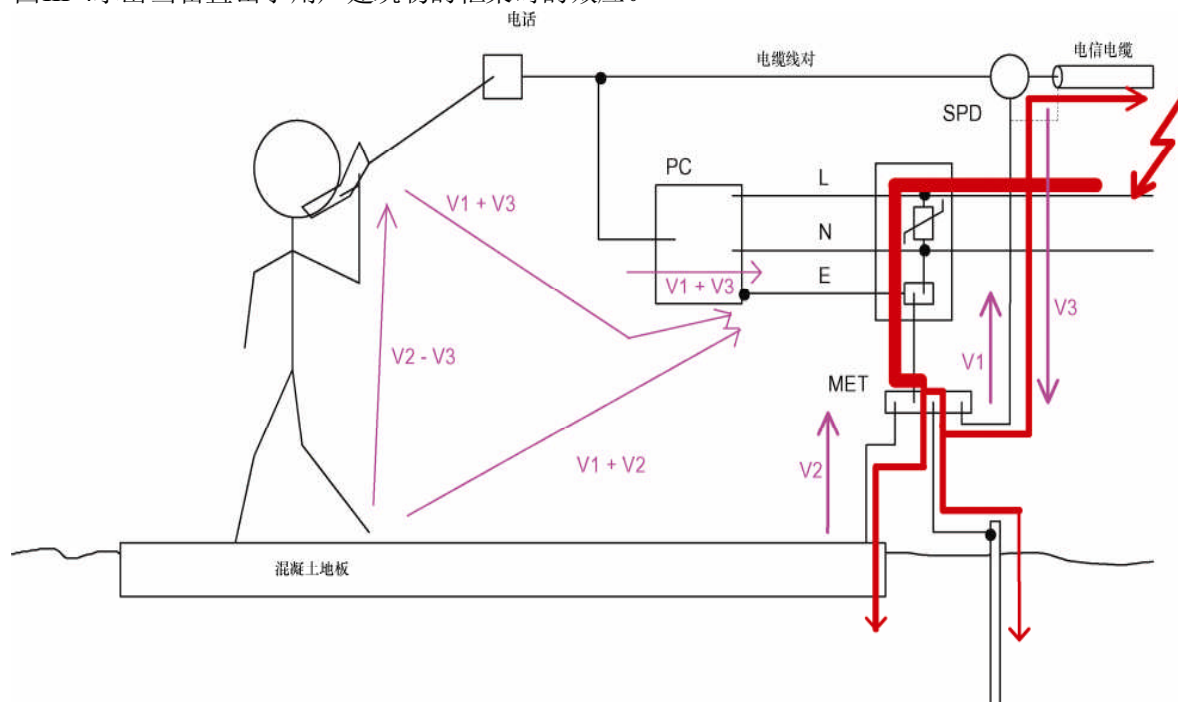 电话
电缆线对
电信电缆
SPD
PC
L
N
E
V1 + V3
V1 + V3
V2 - V3
V1 + V2
MET
V1
V2
V3
混凝土地板